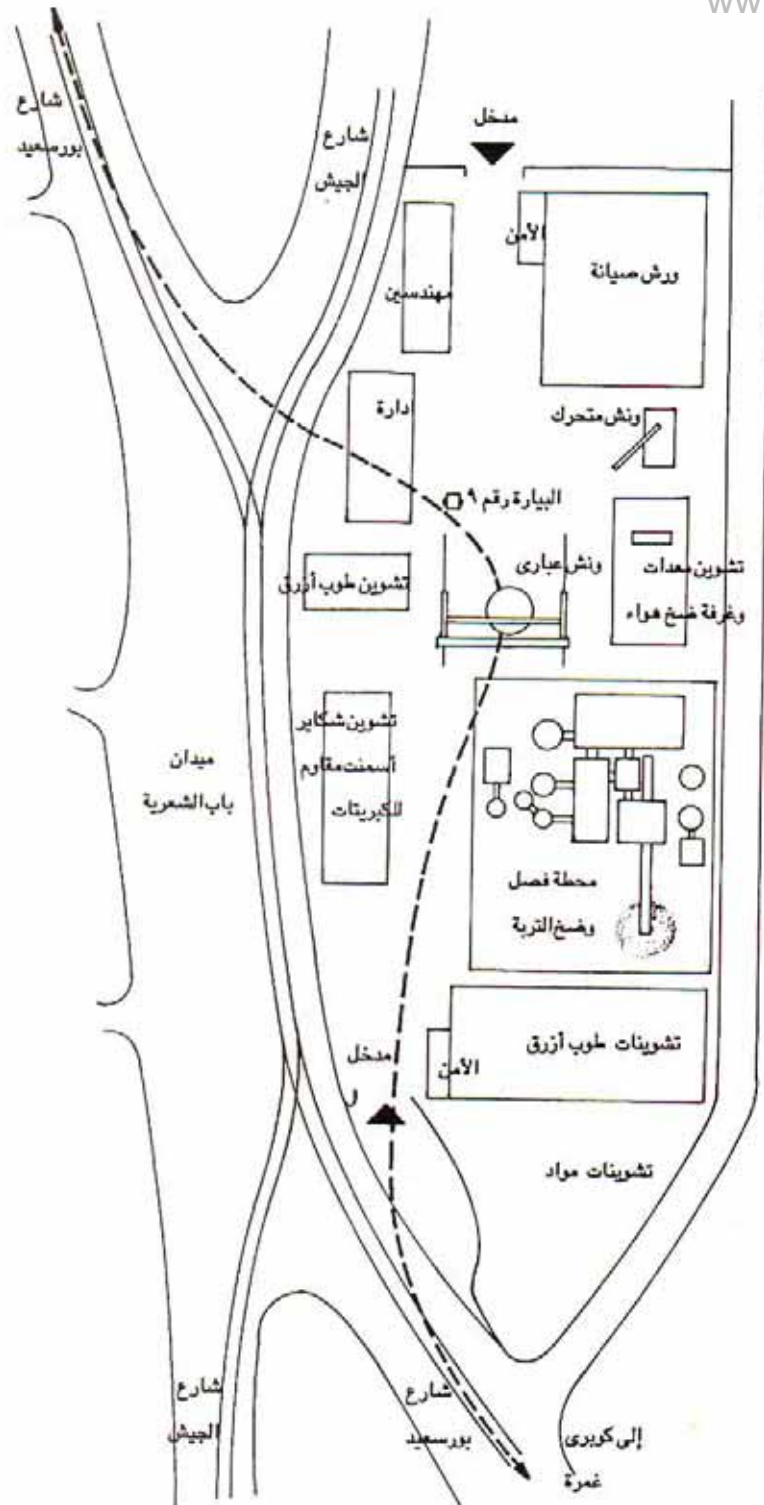 WW
شارع
بورسعيد
شارع
الجيش
مدخل
الأمن
ورش صيانة
مهندسين
ادارة
ونش متحرك
البيارة رقم ٩
ونش عبارى
تشوين معدات
وغرفة ضخ هواء
تشوين طوب أزرق
تشوين شكاير
أسمنت مقاوم
للكبريتات
ميدان
باب الشعرية
محطة فصل
وضخ التربة
مدخل
الأمن
تشوينات طوب أزرق
تشوينات مواد
شارع
الجيش
شارع
بورسعيد
إلى كوبرى
غمرة